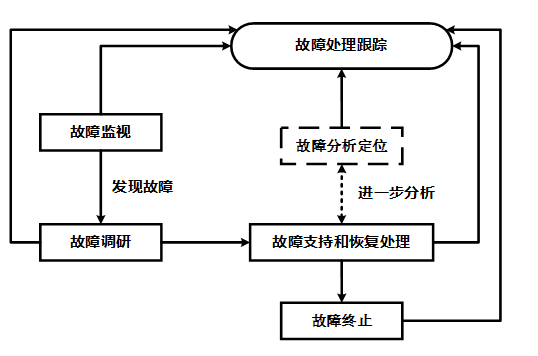 故障处理跟踪
故障监视
故障分析定位
发现故障
进一步分析
故障调研
故障支持和恢复处理
故障终止